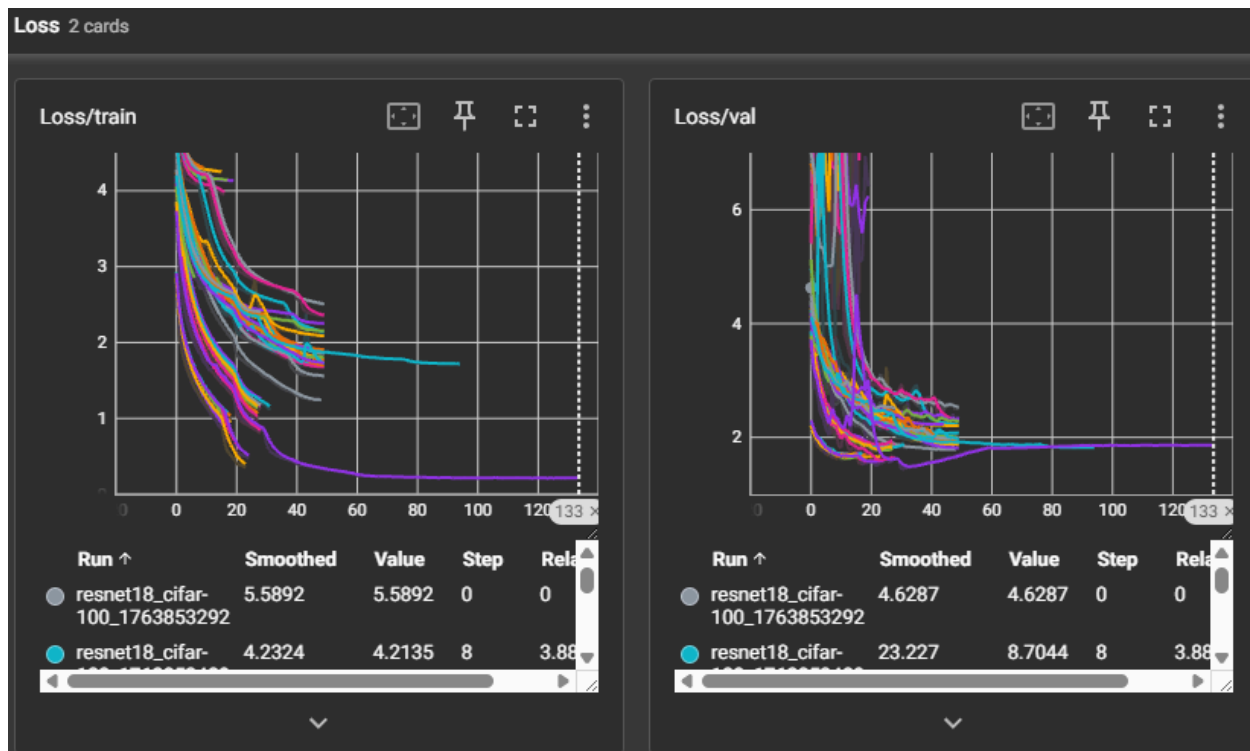 Loss 2 cards
Loss/train
4
3
2
1
0
0 20 40 60 80 100 120 133 ×
Run ↑ Smoothed Value Step Rela
resnet18_cifar- 5.5892 5.5892 0 0
100_1763853292
resnet18_cifar- 4.2324 4.2135 8 3.88
Loss/val
6
4
2
0 0 20 40 60 80 100 120 133 ×
Run ↑ Smoothed Value Step Rela
resnet18_cifar- 4.6287 4.6287 0 0
100_1763853292
resnet18_cifar- 23.227 8.7044 8 3.88